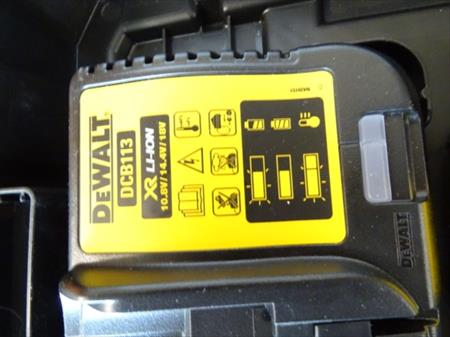 DEWALT
DCB113
XR LI-ION
10.8V/14.4V/18V
DEWALT